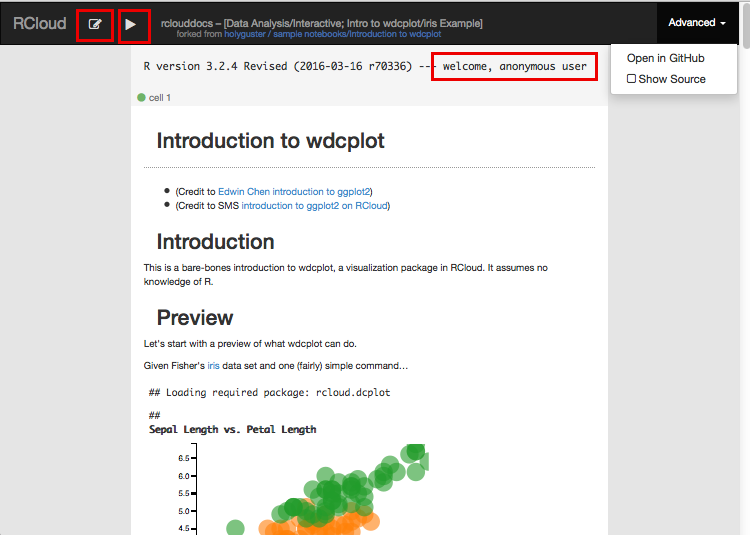 RCloud
rclouddocs – [Data Analysis/Interactive; Intro to wdcplot/iris Example]
forked from holyguster / sample notebooks/Introduction to wdcplot
Advanced
Open in GitHub
Show Source
R version 3.2.4 Revised (2016-03-16 r70336) --- welcome, anonymous user
cell 1
Introduction to wdcplot
(Credit to Edwin Chen introduction to ggplot2)
(Credit to SMS introduction to ggplot2 on RCloud)
Introduction
This is a bare-bones introduction to wdcplot, a visualization package in RCloud. It assumes no
knowledge of R.
Preview
Let's start with a preview of what wdcplot can do.
Given Fisher's iris data set and one (fairly) simple command…
## Loading required package: rcloud.dcplot
##
Sepal Length vs. Petal Length
6.5
6.0
5.5
5.0
4.5